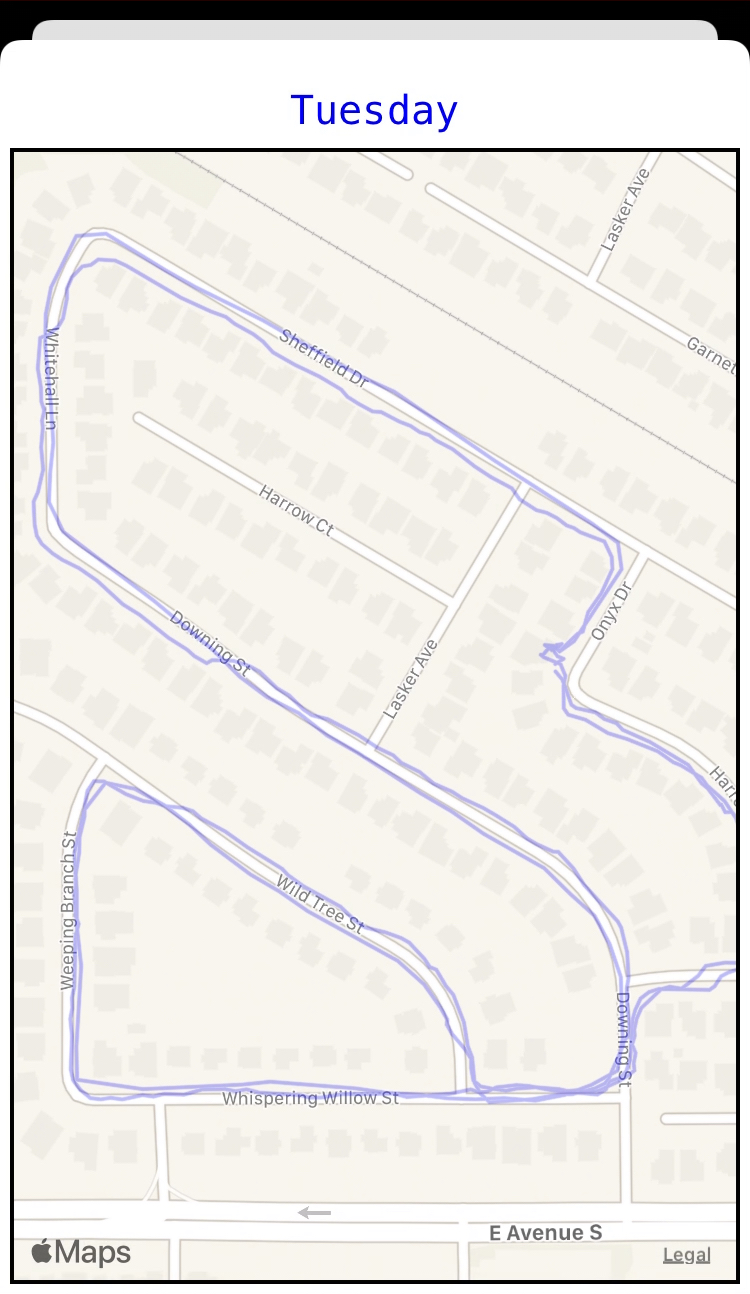 Tuesday
Lasker Ave
Garnet
Whitehall Ln
Sheffield Dr
Harrow Ct
Onyx Dr
Downing St
Lasker Ave
Harr
Weeping Branch St
Wild Tree St
Downing St
Whispering Willow St
E Avenue S
Maps
Legal